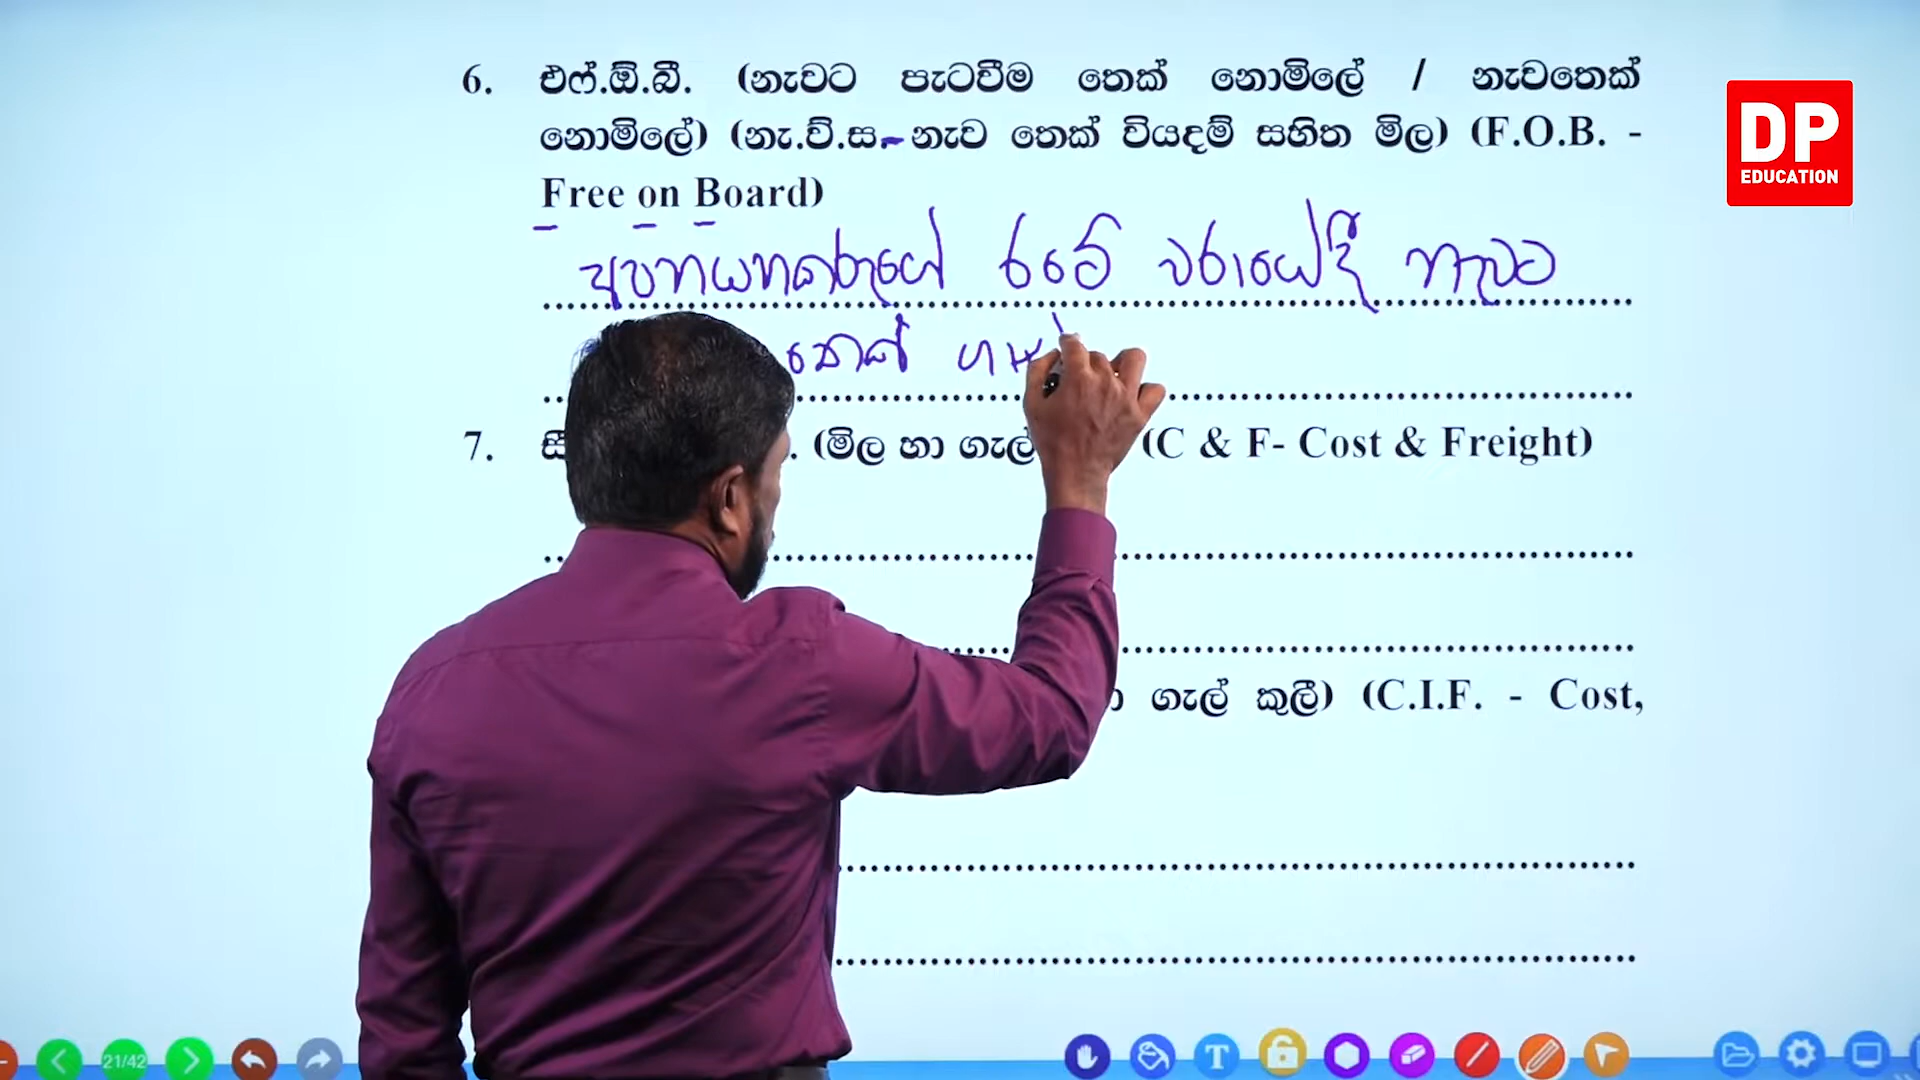 6. එෆ්.ඕ.බී. (නැවට පැටවීම තෙක් නොමිලේ / නැවතෙක්
නොමිලේ) (නැ.ව්.ස. - නැව තෙක් වියදම් සහිත මිල) (F.O.B. -
Free on Board)
අපනයනකරුගේ රටේ වරායේදී නැවට
තෙක්
7. (මිල හා ගැල් (C & F- Cost & Freight)
ගැල් කුලී) (C.I.F. - Cost,
DP
EDUCATION
21/42
T